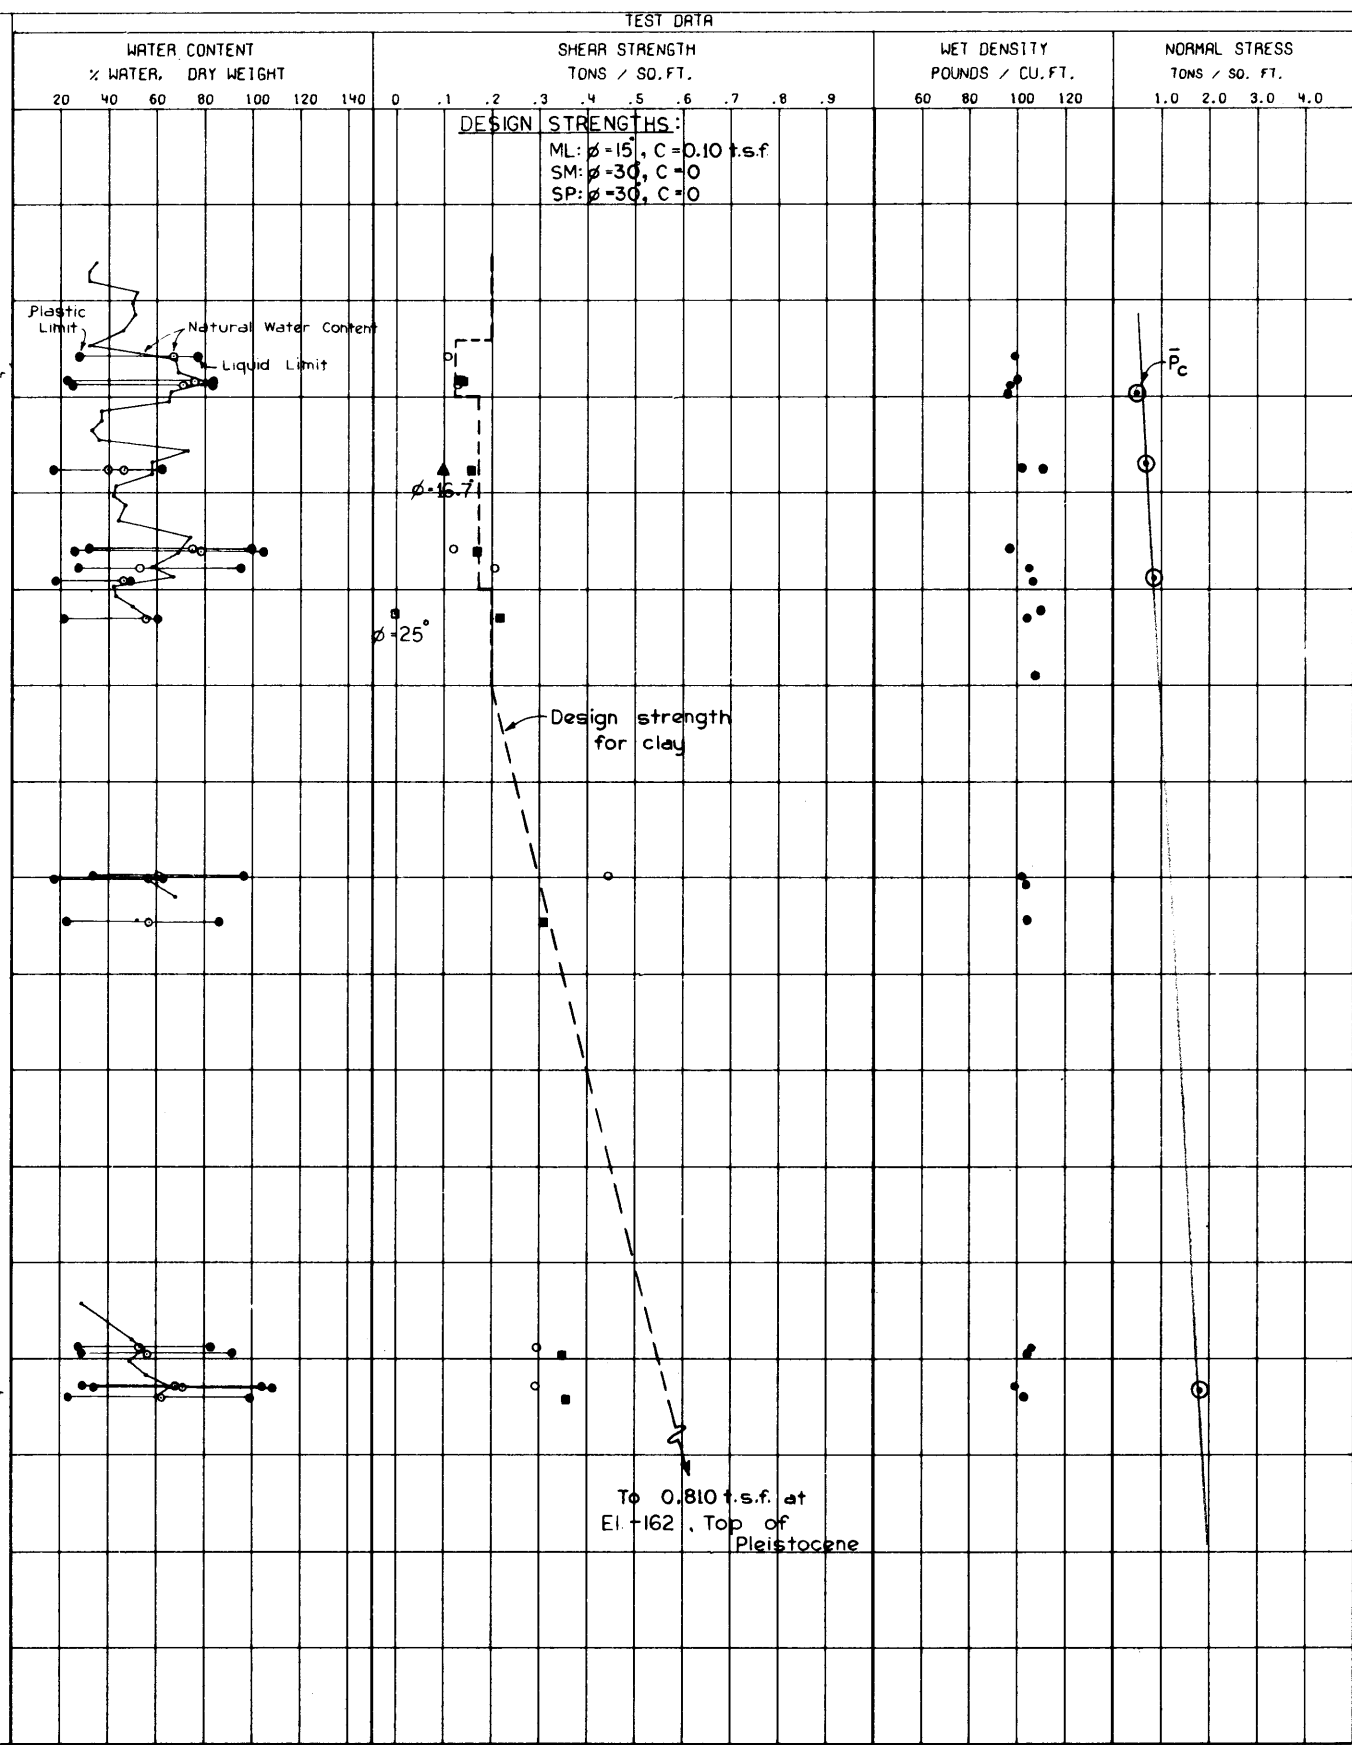 TEST DATA
WATER CONTENT
% WATER, DRY WEIGHT
SHEAR STRENGTH
TONS / SQ.FT.
WET DENSITY
POUNDS / CU.FT.
NORMAL STRESS
TONS / SQ. FT.
20 40 60 80 100 120 140
0 .1 .2 .3 .4 .5 .6 .7 .8 .9
60 80 100 120
1.0 2.0 3.0 4.0
DESIGN STRENGTHS:
ML: ø=15°, C=0.10 t.s.f.
SM: ø=30°, C=0
SP: ø=30°, C=0
Plastic
Limit
Natural Water Content
Liquid Limit
P̄c
ø=16.7°
ø=25°
Design strength
for clay
To 0.810 t.s.f. at
El. -162, Top of
Pleistocene